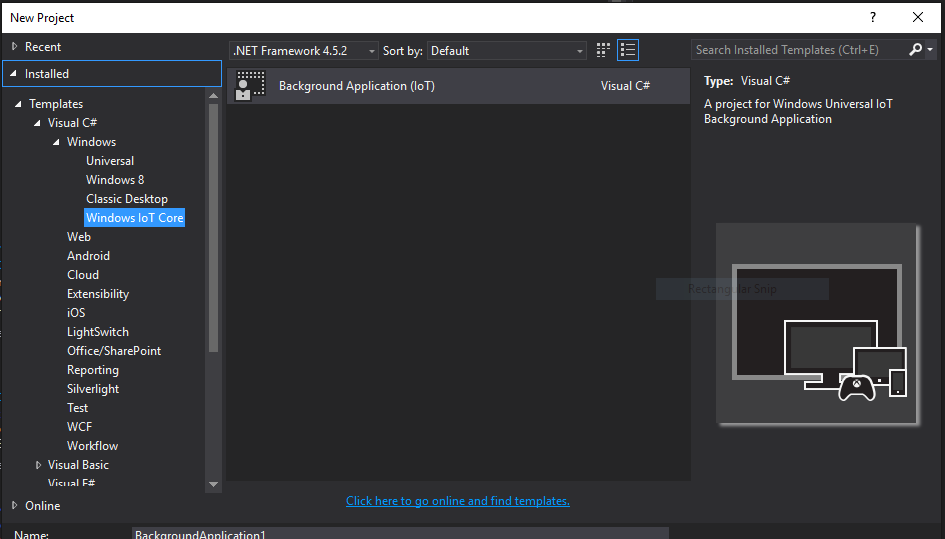 New Project
?
Recent
.NET Framework 4.5.2
Sort by:
Default
Search Installed Templates (Ctrl+E)
Installed
Templates
Visual C#
Windows
Universal
Windows 8
Classic Desktop
Windows IoT Core
Web
Android
Cloud
Extensibility
iOS
LightSwitch
Office/SharePoint
Reporting
Silverlight
Test
WCF
Workflow
Visual Basic
Visual F#
Online
Background Application (IoT)
Visual C#
Type: Visual C#
A project for Windows Universal IoT
Background Application
Rectangular Snip
Click here to go online and find templates.
Name:
BackgroundApplication1